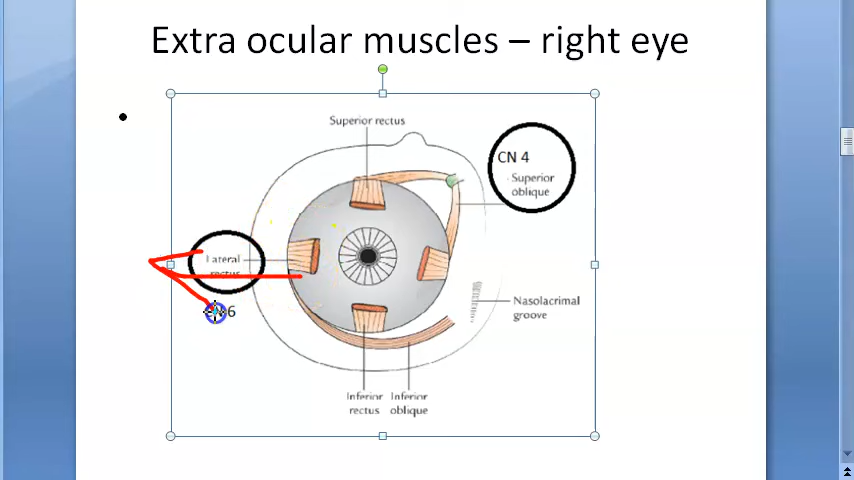 Extra ocular muscles – right eye
•
Superior rectus
CN 4
Superior
oblique
Lateral
rectus
6
Nasolacrimal
groove
Inferior
rectus
Inferior
oblique